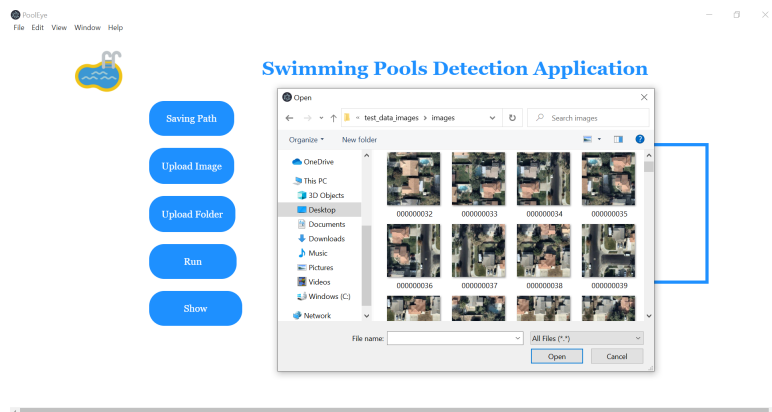 PoolEye
File Edit View Window Help
Swimming Pools Detection Application
Saving Path
Upload Image
Upload Folder
Run
Show
Open
« test_data_images > images
Search images
Organize
New folder
OneDrive
This PC
3D Objects
Desktop
Documents
Downloads
Music
Pictures
Videos
Windows (C:)
Network
000000032 000000033 000000034 000000035
000000036 000000037 000000038 000000039
File name:
All Files (*.*)
Open Cancel